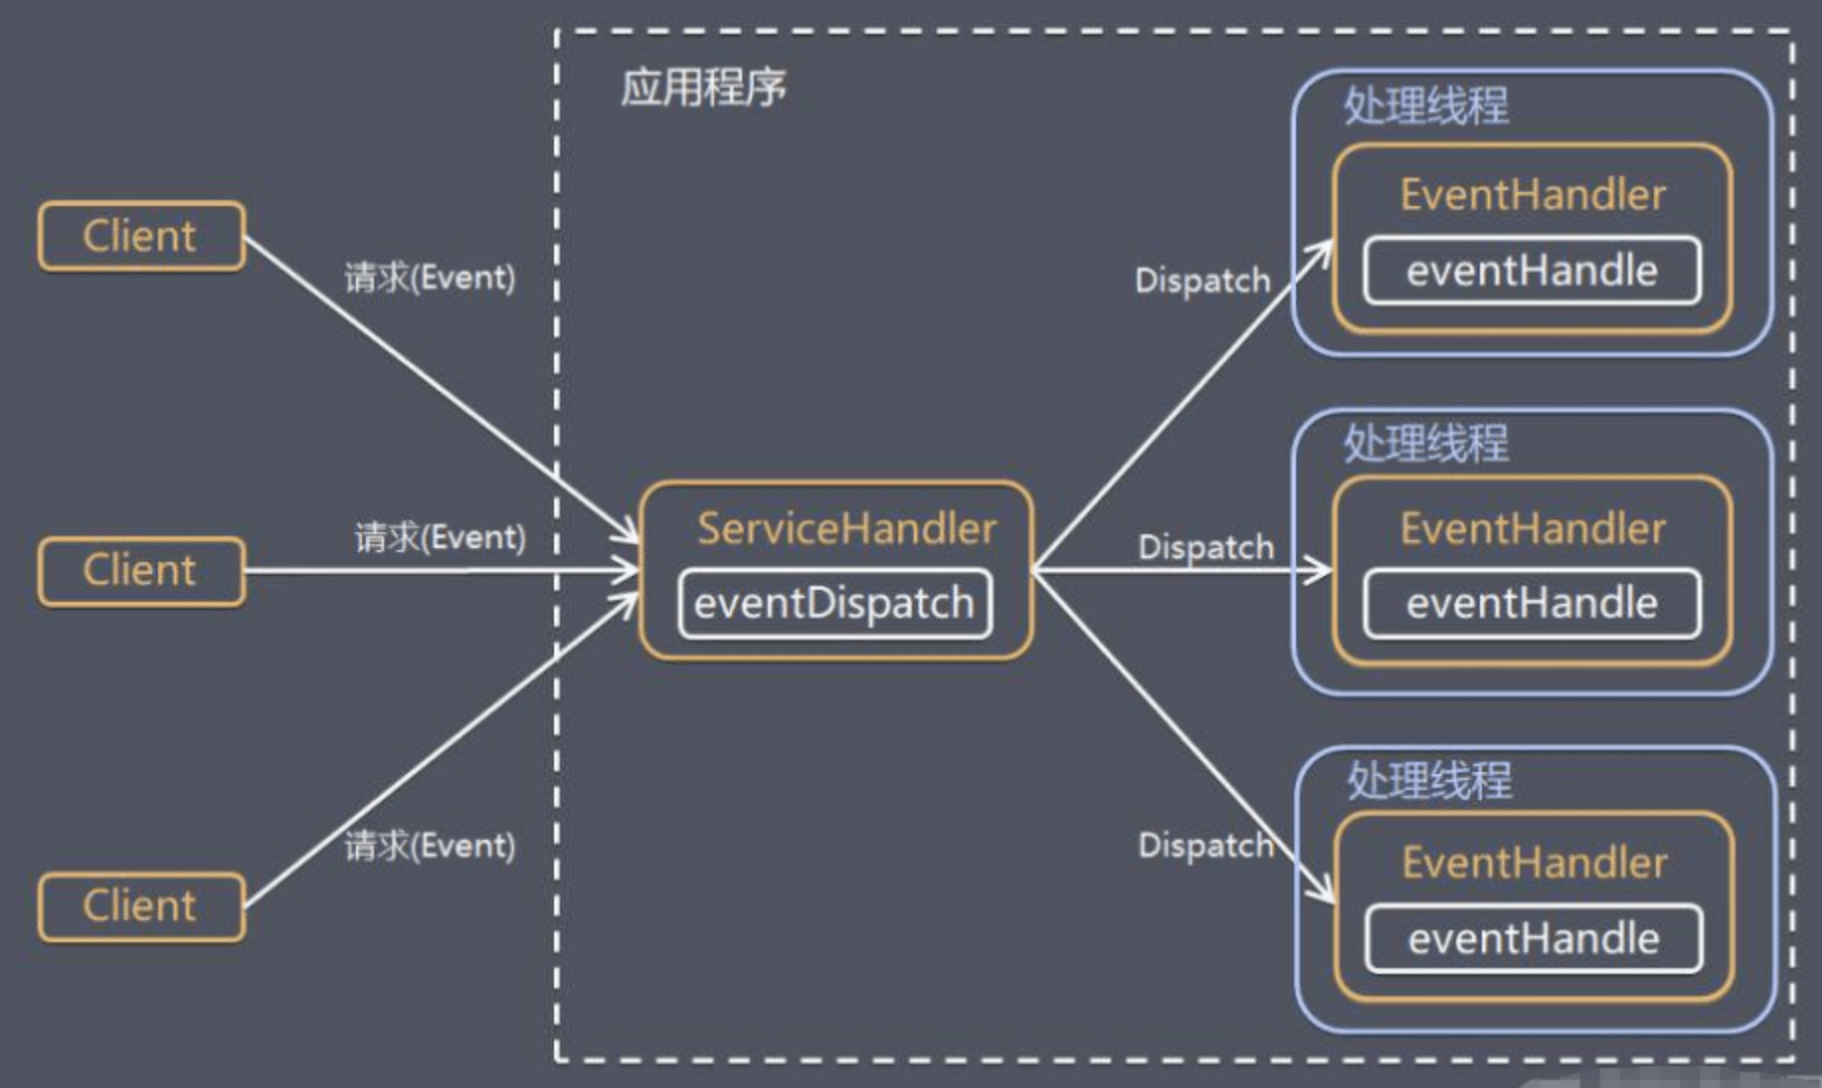 应用程序
Client
请求(Event)
Client
请求(Event)
Client
请求(Event)
ServiceHandler
eventDispatch
Dispatch
处理线程
EventHandler
eventHandle
Dispatch
处理线程
EventHandler
eventHandle
Dispatch
处理线程
EventHandler
eventHandle